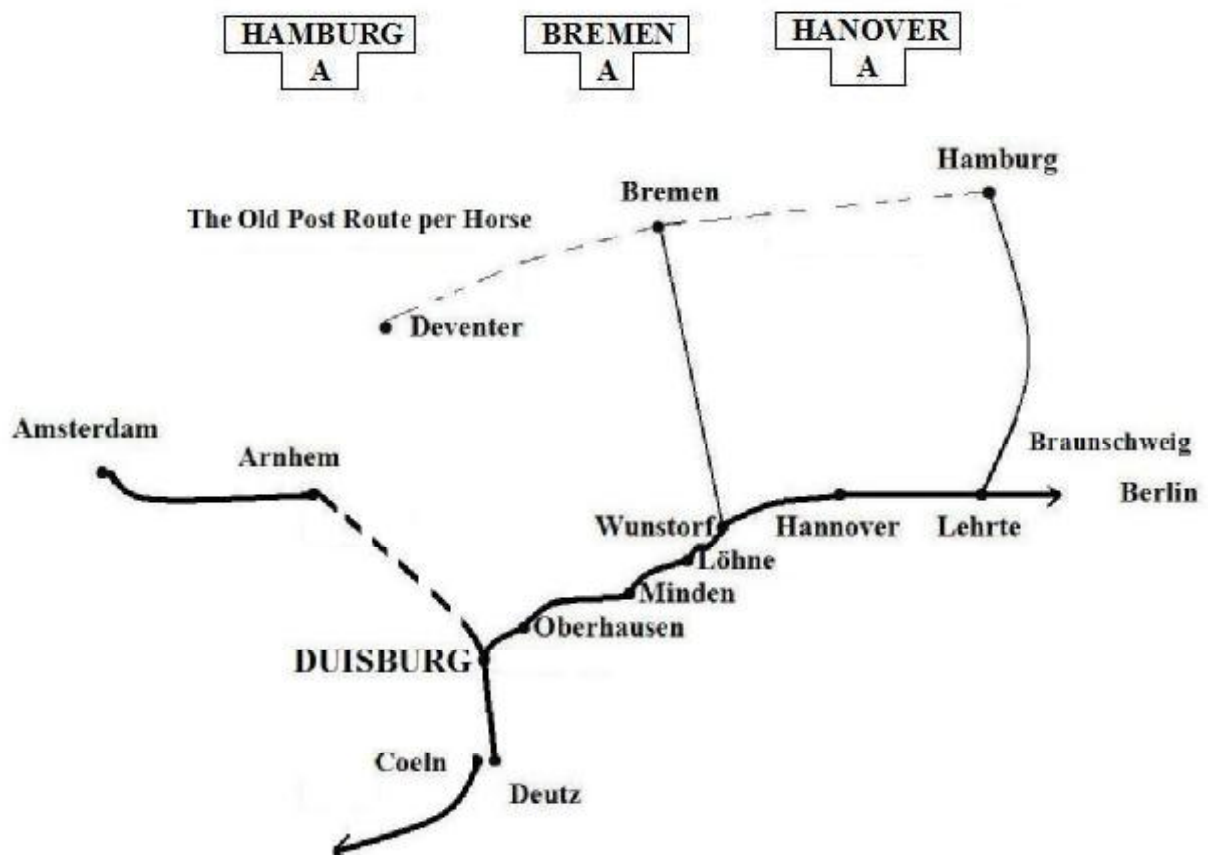 HAMBURG
A
BREMEN
A
HANOVER
A
Hamburg
Bremen
The Old Post Route per Horse
Deventer
Amsterdam
Arnhem
Braunschweig
Berlin
Wunstorf
Hannover
Lehrte
Löhne
Minden
Oberhausen
DUISBURG
Coeln
Deutz